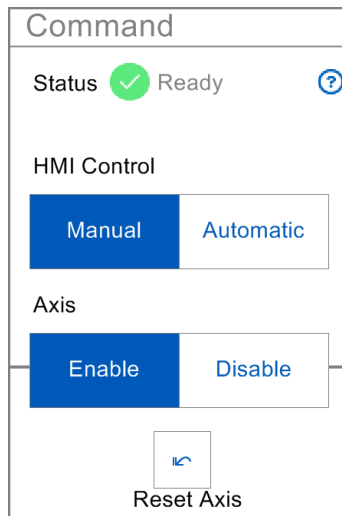 Command
Status Ready ?
HMI Control
Manual Automatic
Axis
Enable Disable
Reset Axis